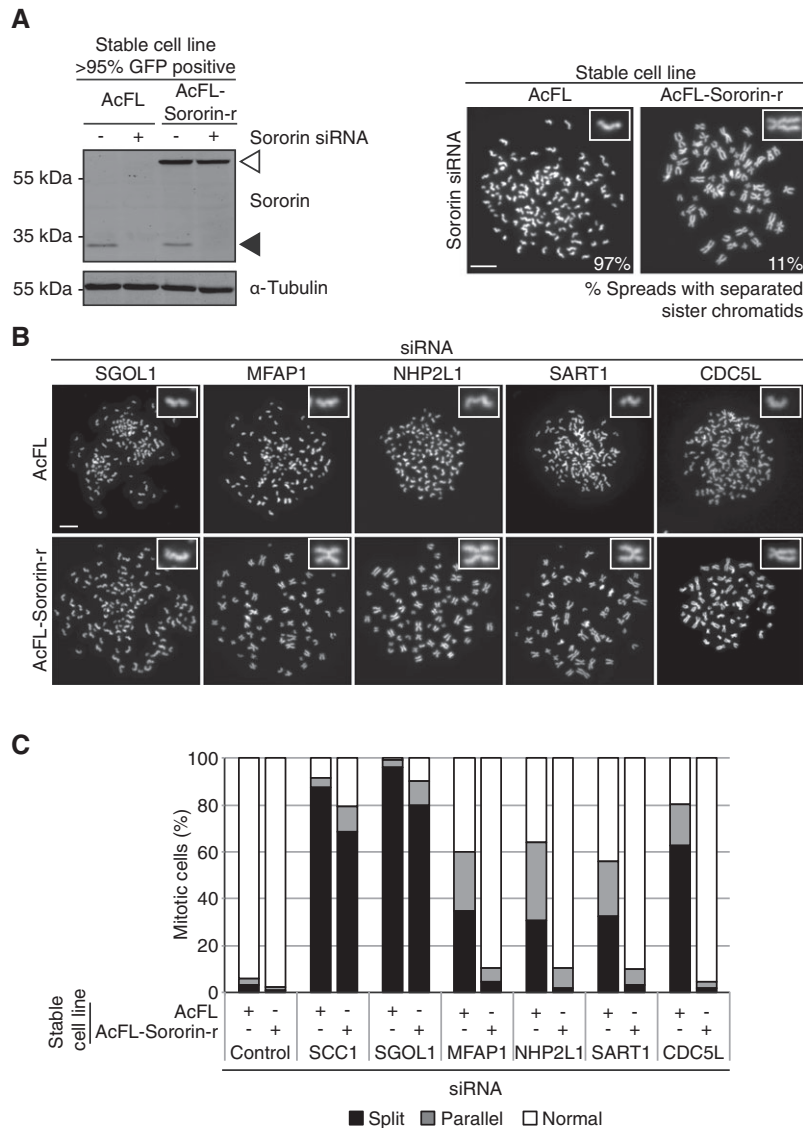 A
Stable cell line
>95% GFP positive
AcFL
AcFL-
Sororin-r
- + - + Sororin siRNA
55 kDa
Sororin
35 kDa
55 kDa
α-Tubulin
Stable cell line
AcFL AcFL-Sororin-r
Sororin siRNA
97% 11%
% Spreads with separated
sister chromatids
B
siRNA
SGOL1 MFAP1 NHP2L1 SART1 CDC5L
AcFL
AcFL-Sororin-r
C
Mitotic cells (%)
100
80
60
40
20
0
Stable
cell line
AcFL + - + - + - + - + - + - + -
AcFL-Sororin-r - + - + - + - + - + - + - +
Control SCC1 SGOL1 MFAP1 NHP2L1 SART1 CDC5L
siRNA
Split Parallel Normal